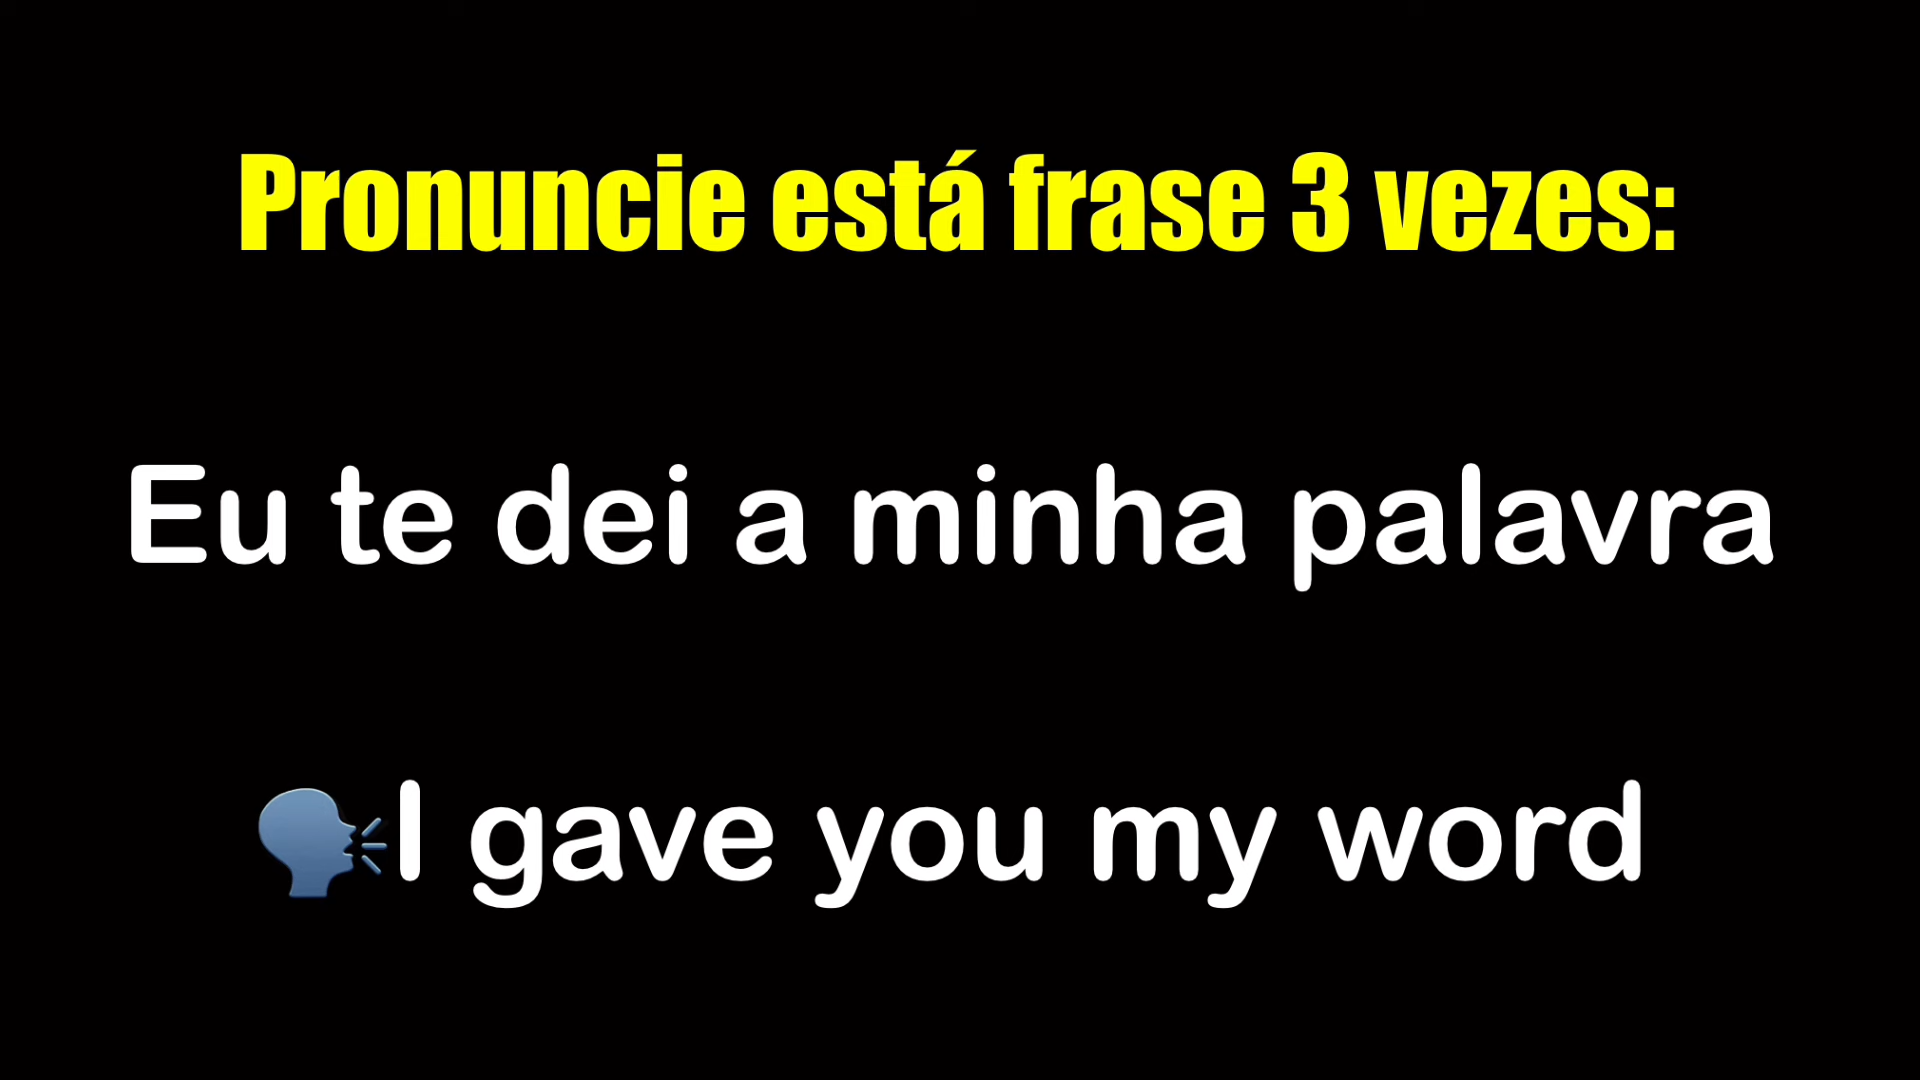 Pronuncie está frase 3 vezes:
Eu te dei a minha palavra
🗣I gave you my word